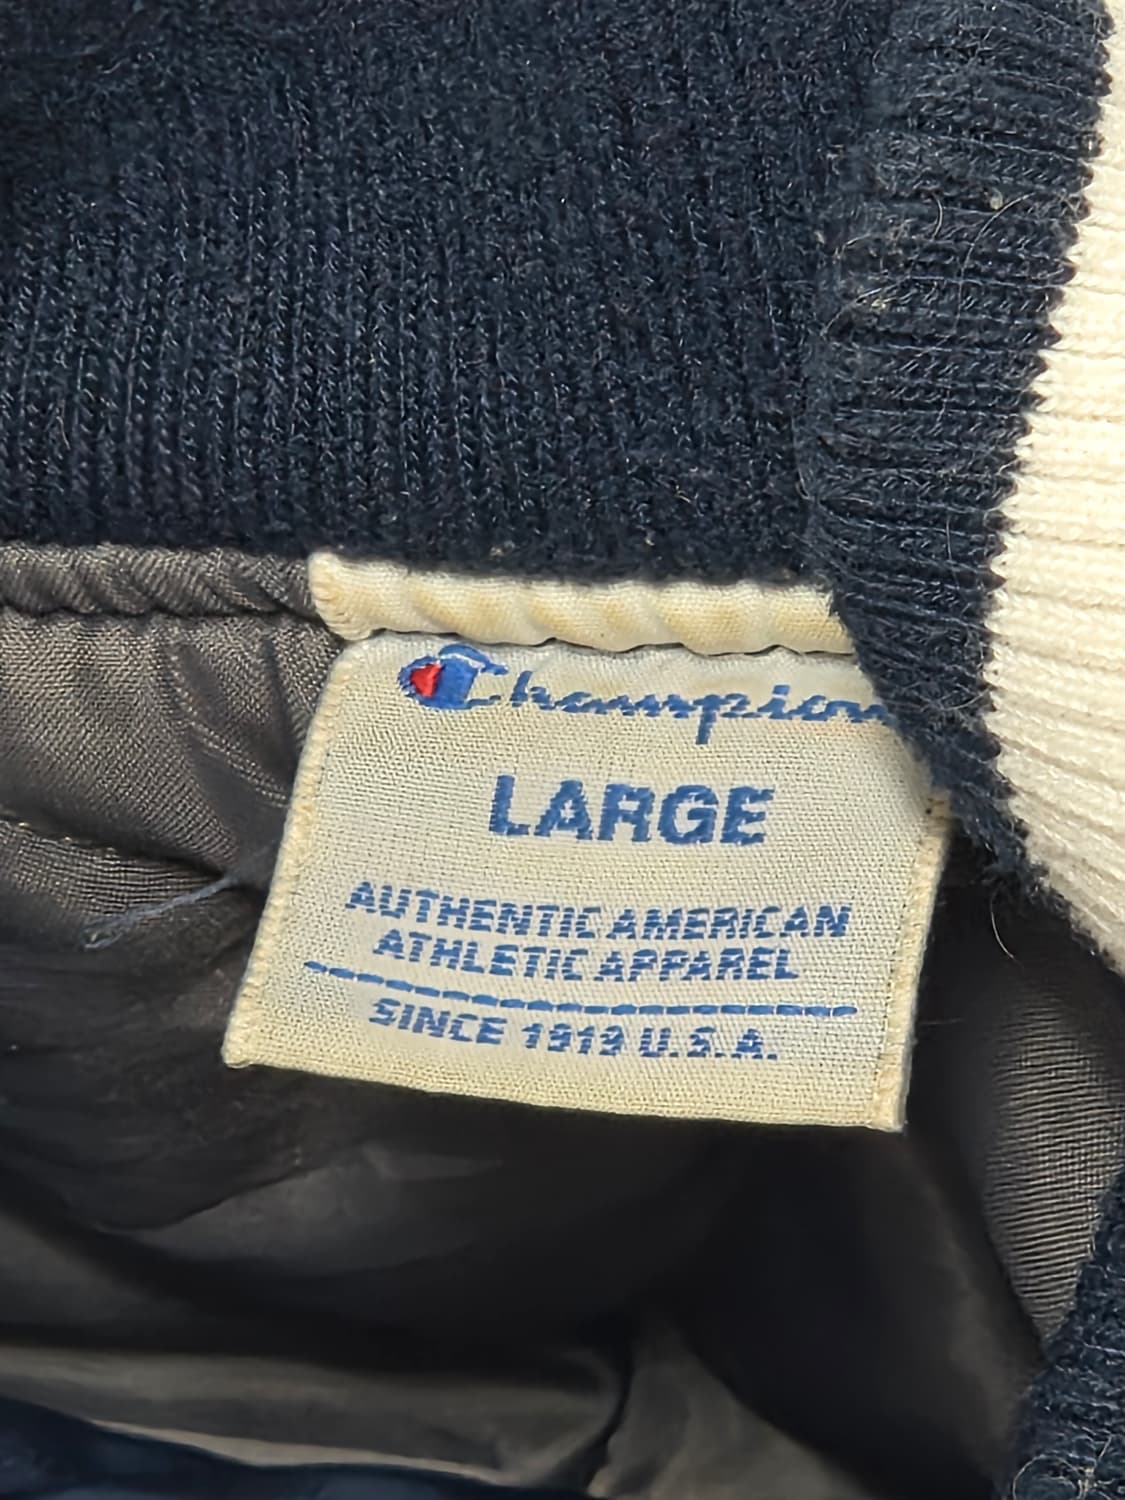 Champion
LARGE
AUTHENTIC AMERICAN
ATHLETIC APPAREL
SINCE 1919 U.S.A.